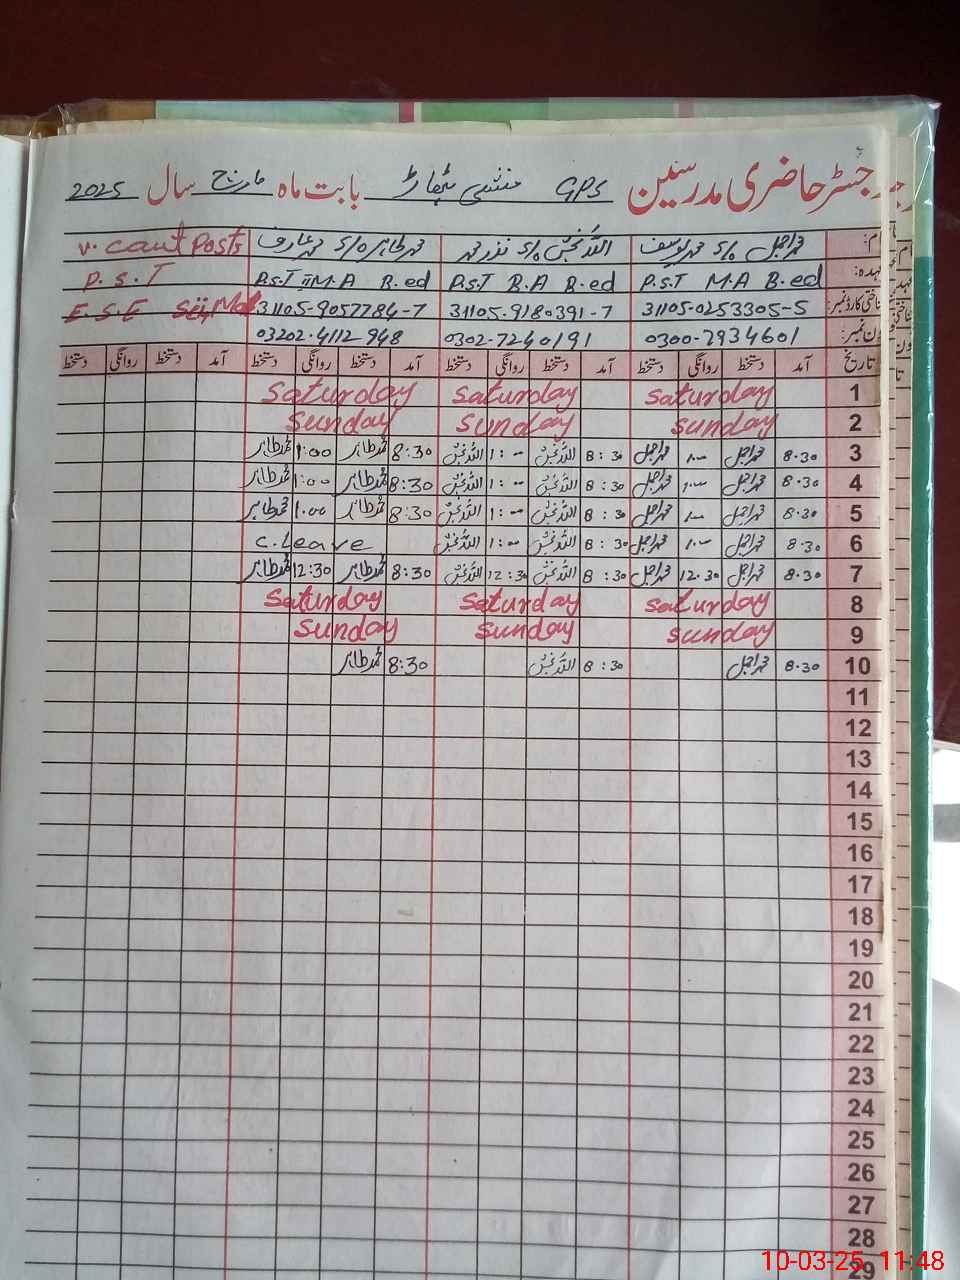 رجسٹر حاضری مدرسین GPS منشی بابت ماہ مارچ سال 2025
نام: محمد اجمل s/o محمد یوسف اللہ بخش s/o نذر محمد محمد طاہر s/o محمد عارف v. cant Posts
عہدہ: P.S.T M.A B.ed P.S.T B.A B.ed P.S.T M.A B.ed P.S.T
شناختی کارڈ نمبر: 31105-0253305-5 31105-9180391-7 31105-9057784-7 E.S.E
فون نمبر: 0300-7934601 0302-7240191 03202-4112948
تاریخ آمد دستخط روانگی دستخط آمد دستخط روانگی دستخط آمد دستخط روانگی دستخط آمد دستخط روانگی دستخط
1 Saturday Saturday Saturday
2 Sunday Sunday Sunday
3 8.30 محمد اجمل 1.00 محمد اجمل 8:30 اللہ بخش 1:00 اللہ بخش 8:30 محمد طاہر 1:00 محمد طاہر
4 8.30 محمد اجمل 1.00 محمد اجمل 8:30 اللہ بخش 1:00 اللہ بخش 8:30 محمد طاہر 1:00 محمد طاہر
5 8.30 محمد اجمل 1.00 محمد اجمل 8:30 اللہ بخش 1:00 اللہ بخش 8:30 محمد طاہر 1.00 محمد طاہر
6 8.30 محمد اجمل 1.00 محمد اجمل 8:30 اللہ بخش 1:00 اللہ بخش C.leave
7 8.30 محمد اجمل 12.30 محمد اجمل 8:30 اللہ بخش 12:30 اللہ بخش 8:30 محمد طاہر 12:30 محمد طاہر
8 Saturday Saturday Saturday
9 Sunday Sunday Sunday
10 8.30 محمد اجمل 8:30 اللہ بخش 8:30 محمد طاہر
11
12
13
14
15
16
17
18
19
20
21
22
23
24
25
26
27
28
29
10-03-25 11:48